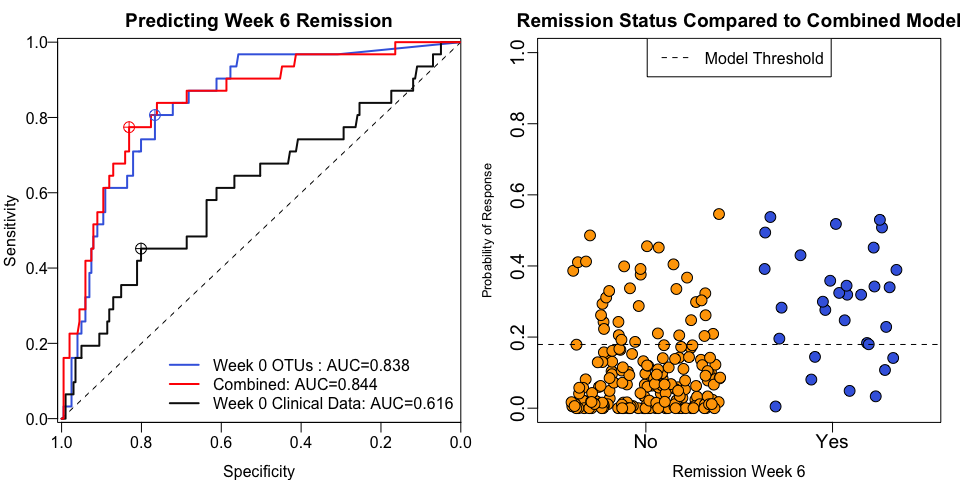 Predicting Week 6 Remission
Sensitivity
1.0
0.8
0.6
0.4
0.2
0.0
Week 0 OTUs : AUC=0.838
Combined: AUC=0.844
Week 0 Clinical Data: AUC=0.616
1.0 0.8 0.6 0.4 0.2 0.0
Specificity
Remission Status Compared to Combined Model
Model Threshold
Probability of Response
1.0
0.8
0.6
0.4
0.2
0.0
No Yes
Remission Week 6